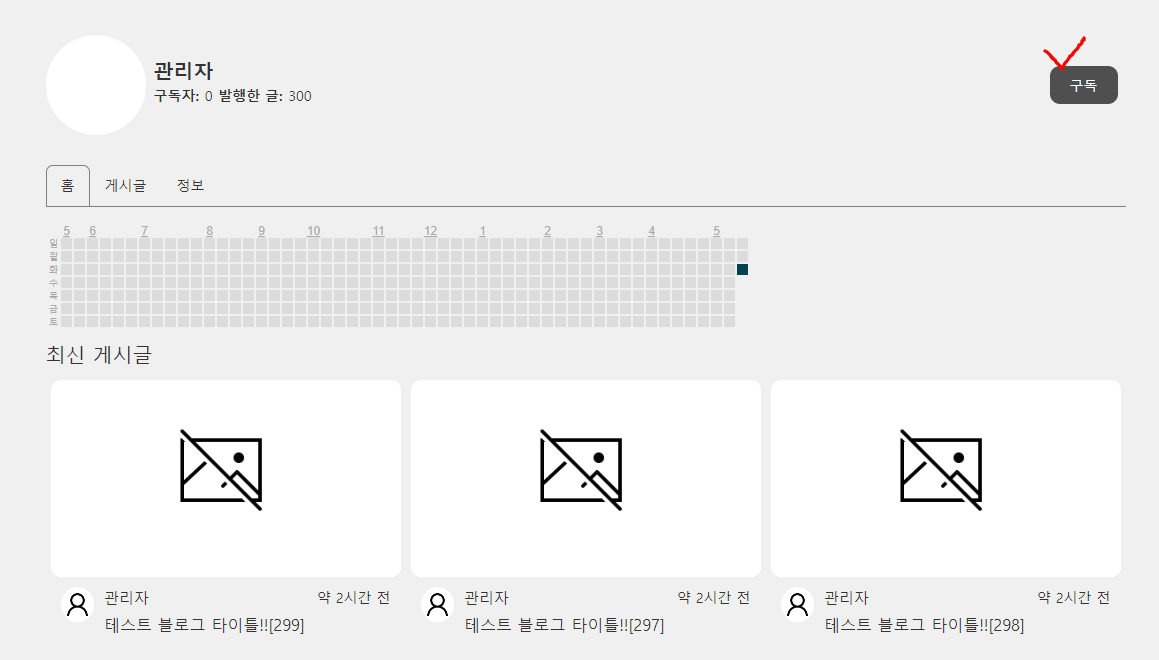 관리자
구독자: 0 발행한 글: 300
구독
홈 게시글 정보
5 6 7 8 9 10 11 12 1 2 3 4 5
일
월
화
수
목
금
토
최신 게시글
관리자 약 2시간 전
테스트 블로그 타이틀!![299]
관리자 약 2시간 전
테스트 블로그 타이틀!![297]
관리자 약 2시간 전
테스트 블로그 타이틀!![298]